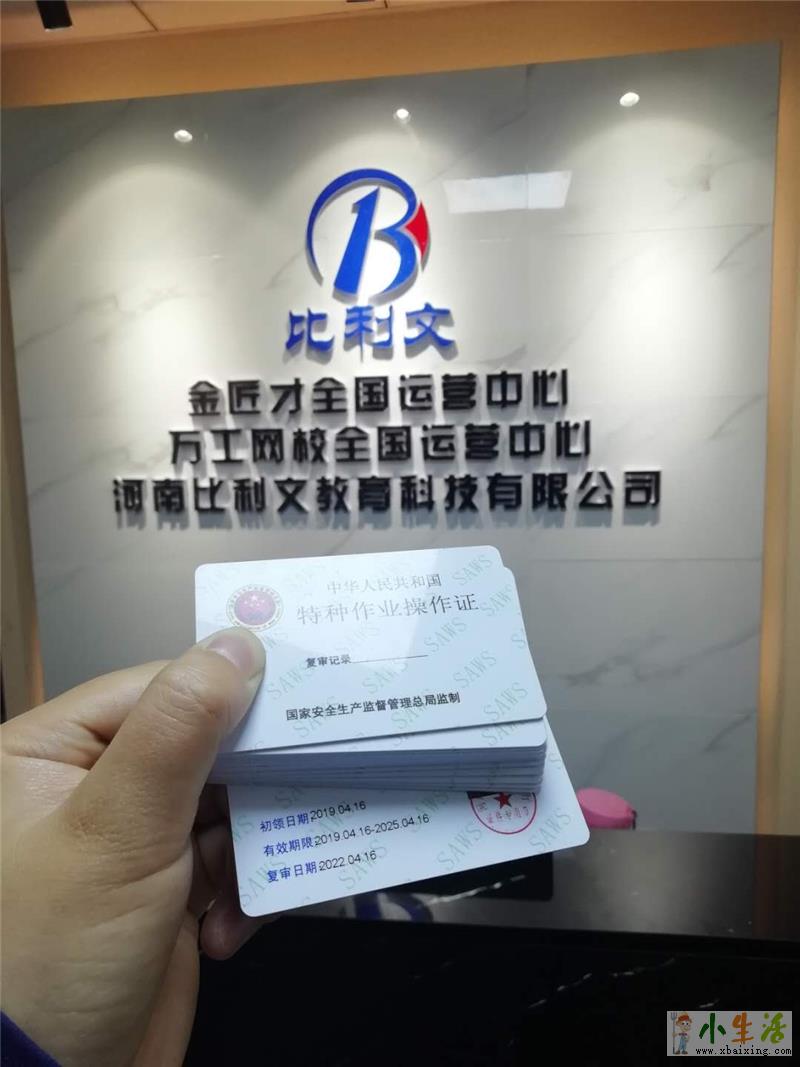 比利文
金匠才全国运营中心
万工网校全国运营中心
河南比利文教育科技有限公司
中华人民共和国
特种作业操作证
复审记录
国家安全生产监督管理总局监制
SAWS
初领日期 2019.04.16
有效期限 2019.04.16-2025.04.16
复审日期 2022.04.16
小生活
www.xbaixing.com